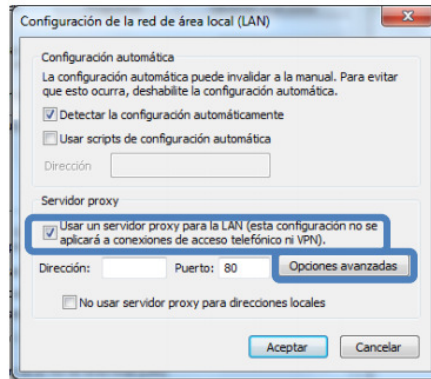 Configuración de la red de área local (LAN)
Configuración automática
La configuración automática puede invalidar a la manual. Para evitar
que esto ocurra, deshabilite la configuración automática.
Detectar la configuración automáticamente
Usar scripts de configuración automática
Dirección
Servidor proxy
Usar un servidor proxy para la LAN (esta configuración no se
aplicará a conexiones de acceso telefónico ni VPN).
Dirección: Puerto: 80 Opciones avanzadas
No usar servidor proxy para direcciones locales
Aceptar Cancelar